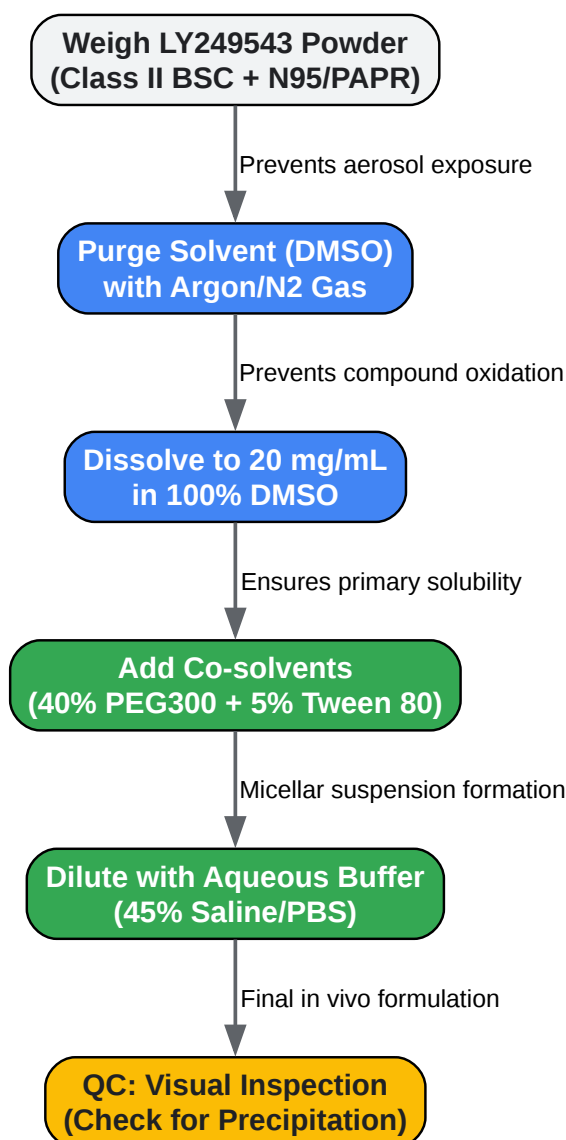 Weigh LY249543 Powder
(Class II BSC + N95/PAPR)
Prevents aerosol exposure
Purge Solvent (DMSO)
with Argon/N2 Gas
Prevents compound oxidation
Dissolve to 20 mg/mL
in 100% DMSO
Ensures primary solubility
Add Co-solvents
(40% PEG300 + 5% Tween 80)
Micellar suspension formation
Dilute with Aqueous Buffer
(45% Saline/PBS)
Final in vivo formulation
QC: Visual Inspection
(Check for Precipitation)